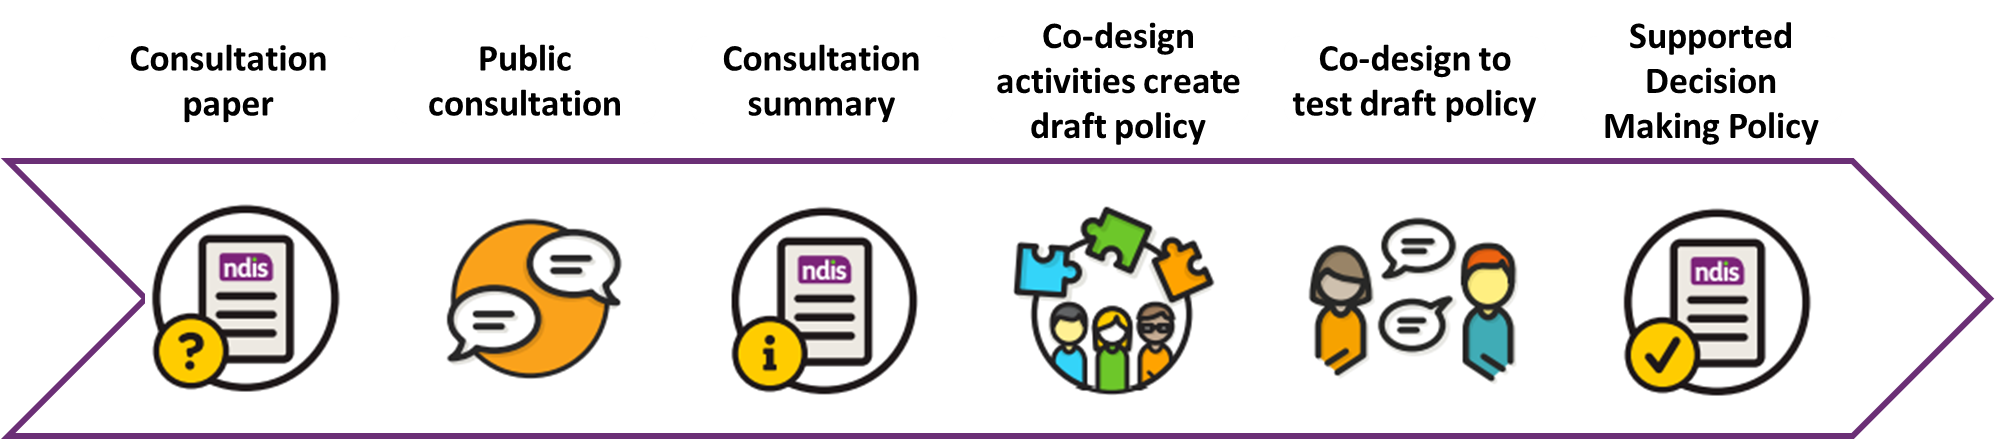 Consultation
paper
Public
consultation
Consultation
summary
Co-design
activities create
draft policy
Co-design to
test draft policy
Supported
Decision
Making Policy
ndis
?
ndis
i
ndis